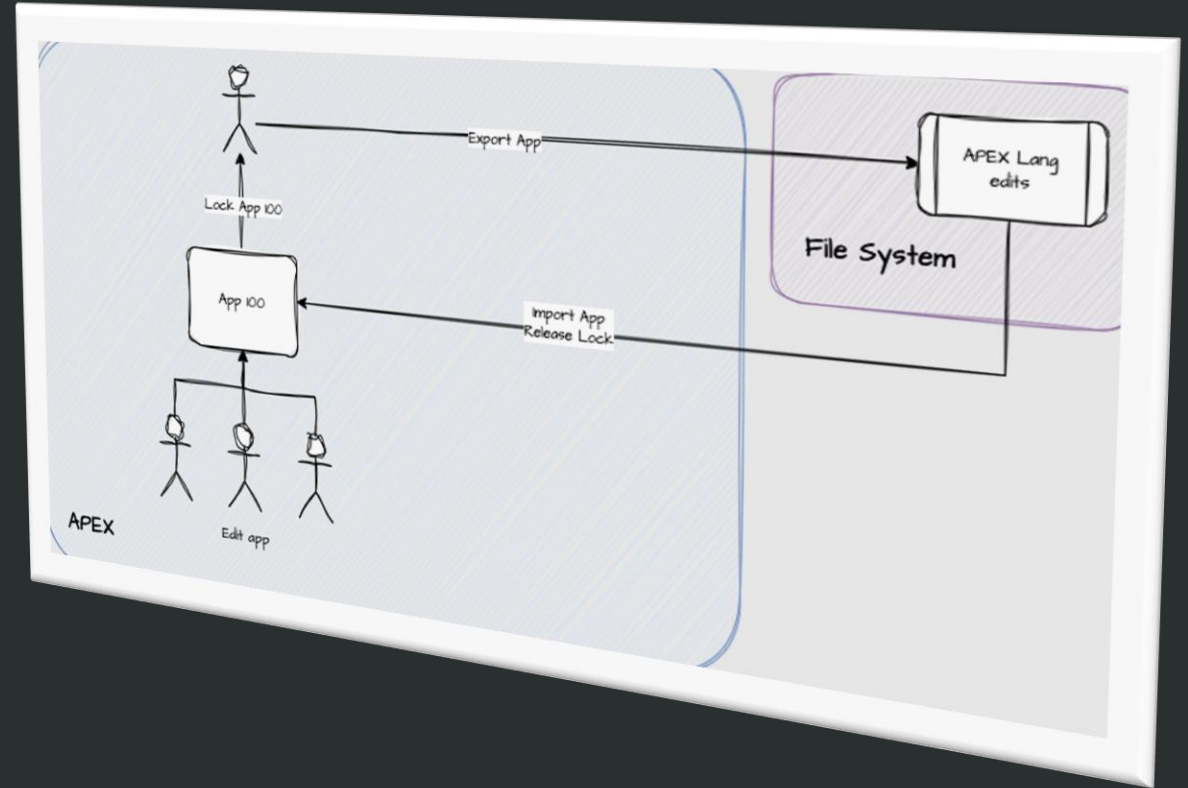 Export App
APEX Lang
edits
Lock App 100
File System
App 100
Import App
Release Lock
APEX
Edit app